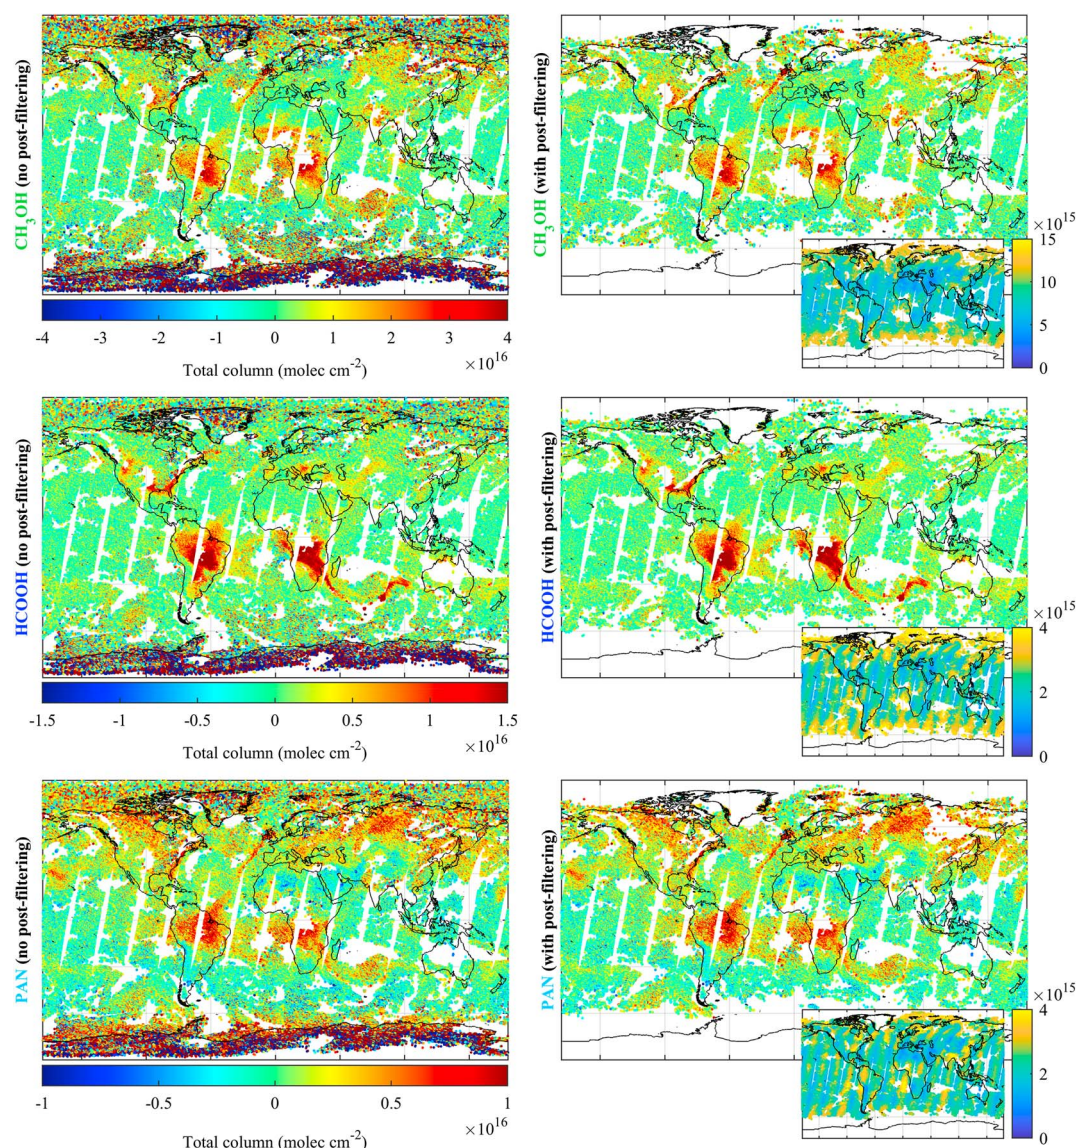 CH3OH (no post-filtering)
-4 -3 -2 -1 0 1 2 3 4
Total column (molec cm-2)
×10^16
CH3OH (with post-filtering)
×10^15
15
10
5
0
HCOOH (no post-filtering)
-1.5 -1 -0.5 0 0.5 1 1.5
Total column (molec cm-2)
×10^16
HCOOH (with post-filtering)
×10^15
4
2
0
PAN (no post-filtering)
-1 -0.5 0 0.5 1
Total column (molec cm-2)
×10^16
PAN (with post-filtering)
×10^15
4
2
0